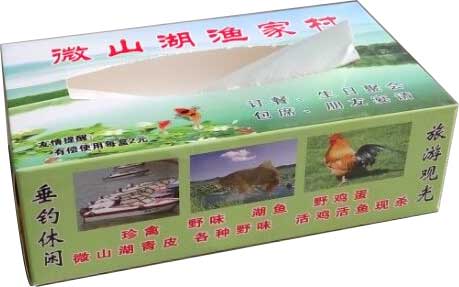 微山湖渔家村
订餐、生日聚会
包席、朋友宴请
友情提醒:
有偿使用每盒2元
垂钓休闲
珍禽 野味 湖鱼 野鸡蛋
微山湖青皮 各种野味 活鸡活鱼现杀
旅游观光